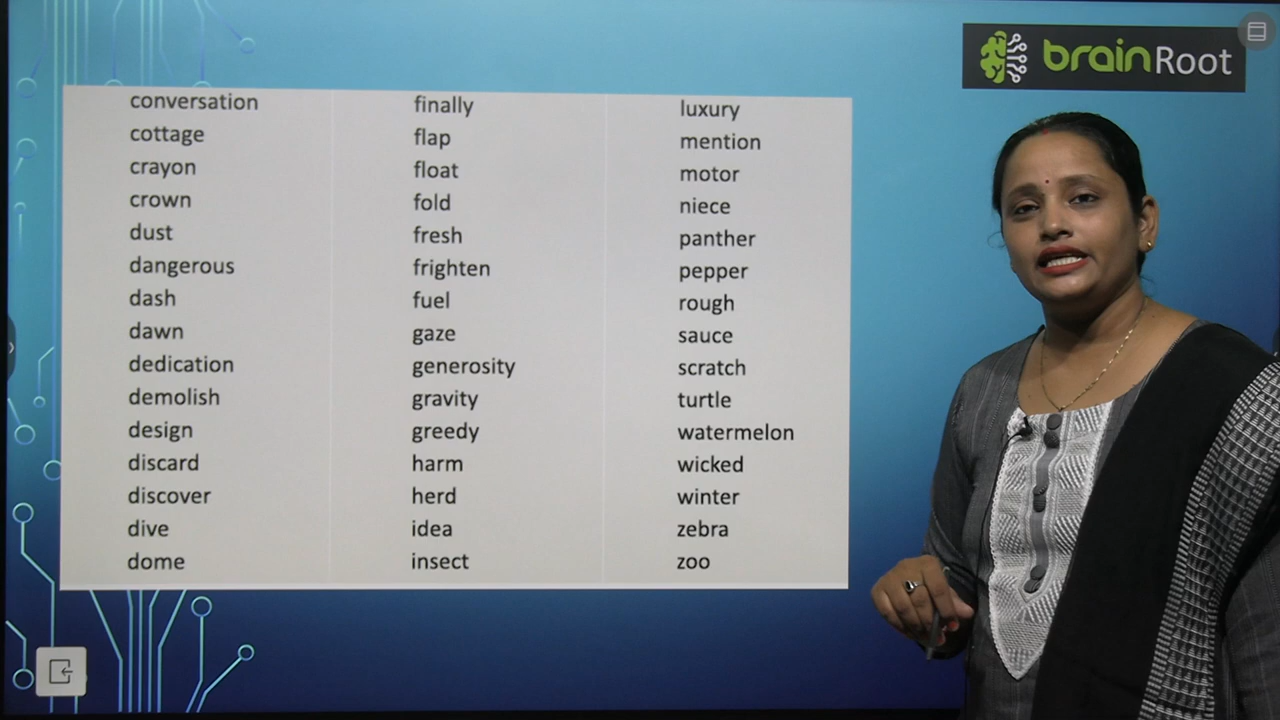 brainRoot
conversation
cottage
crayon
crown
dust
dangerous
dash
dawn
dedication
demolish
design
discard
discover
dive
dome
finally
flap
float
fold
fresh
frighten
fuel
gaze
generosity
gravity
greedy
harm
herd
idea
insect
luxury
mention
motor
niece
panther
pepper
rough
sauce
scratch
turtle
watermelon
wicked
winter
zebra
zoo